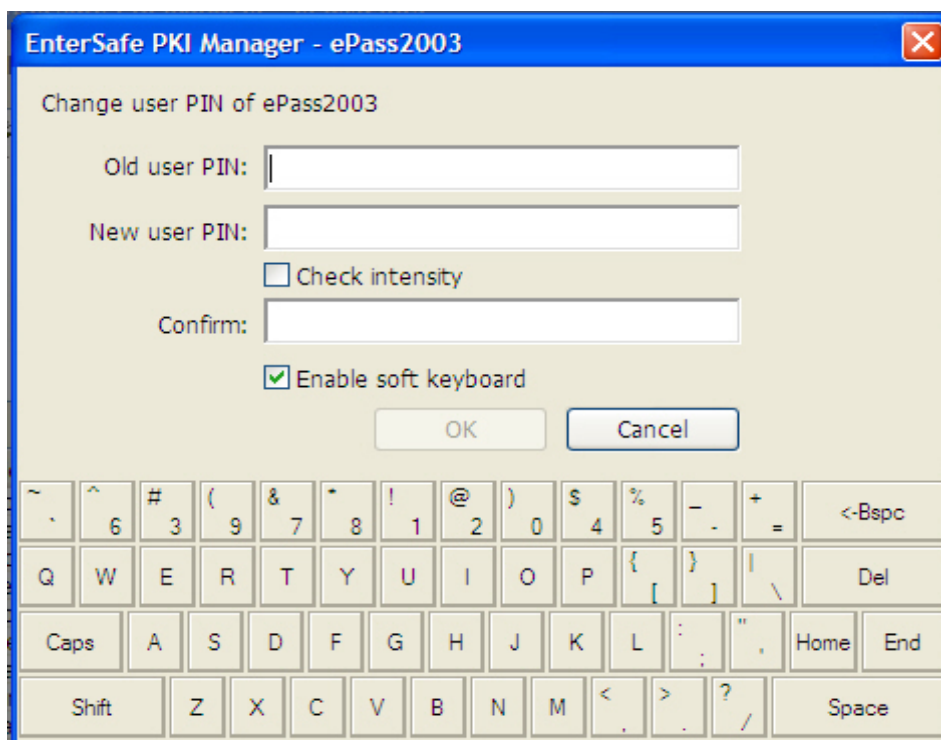 EnterSafe PKI Manager - ePass2003
Change user PIN of ePass2003
Old user PIN:
New user PIN:
Check intensity
Confirm:
Enable soft keyboard
OK Cancel
~ ` ^ 6 # 3 ( 9 & 7 * 8 ! 1 @ 2 ) 0 $ 4 % 5 _ - + = <-Bspc
Q W E R T Y U I O P { [ } ] | \ Del
Caps A S D F G H J K L : ; " ' Home End
Shift Z X C V B N M < , > . ? / Space